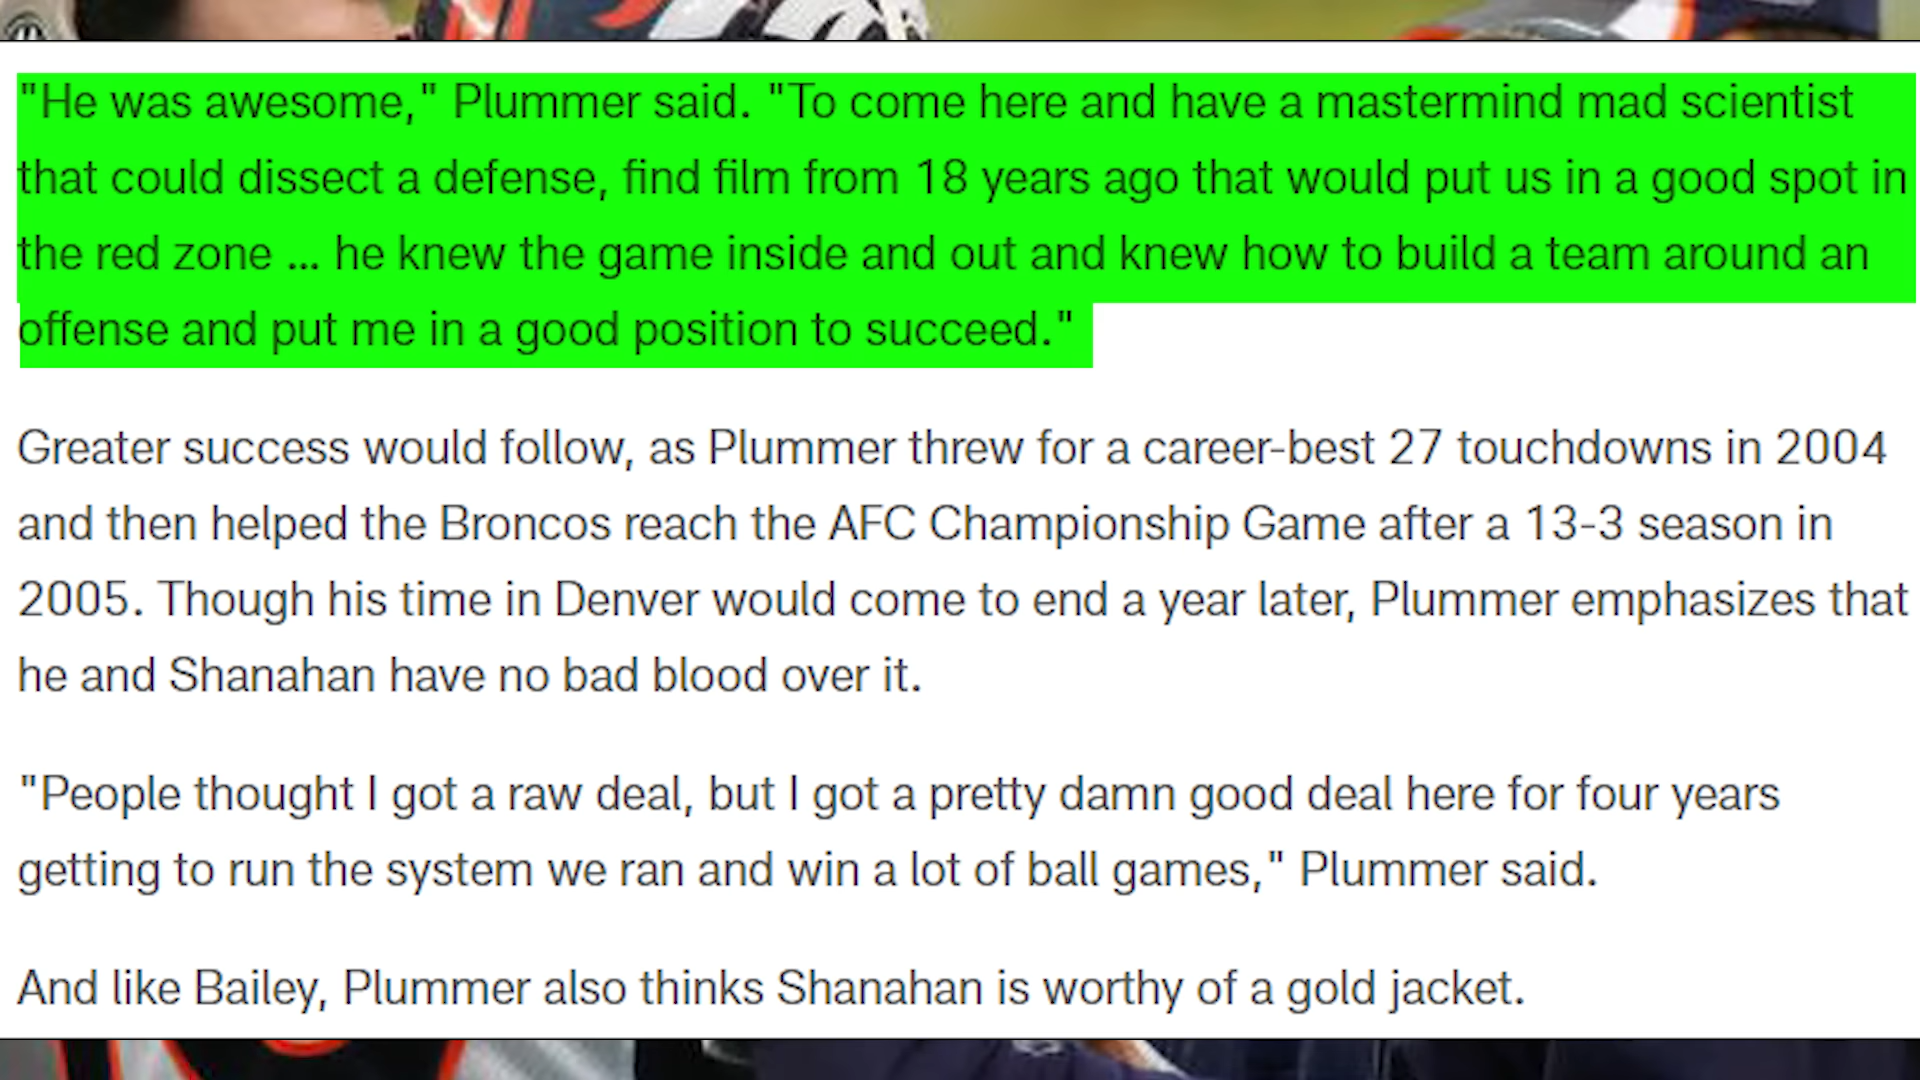 "He was awesome," Plummer said. "To come here and have a mastermind mad scientist
that could dissect a defense, find film from 18 years ago that would put us in a good spot in
the red zone ... he knew the game inside and out and knew how to build a team around an
offense and put me in a good position to succeed."
Greater success would follow, as Plummer threw for a career-best 27 touchdowns in 2004
and then helped the Broncos reach the AFC Championship Game after a 13-3 season in
2005. Though his time in Denver would come to end a year later, Plummer emphasizes that
he and Shanahan have no bad blood over it.
"People thought I got a raw deal, but I got a pretty damn good deal here for four years
getting to run the system we ran and win a lot of ball games," Plummer said.
And like Bailey, Plummer also thinks Shanahan is worthy of a gold jacket.